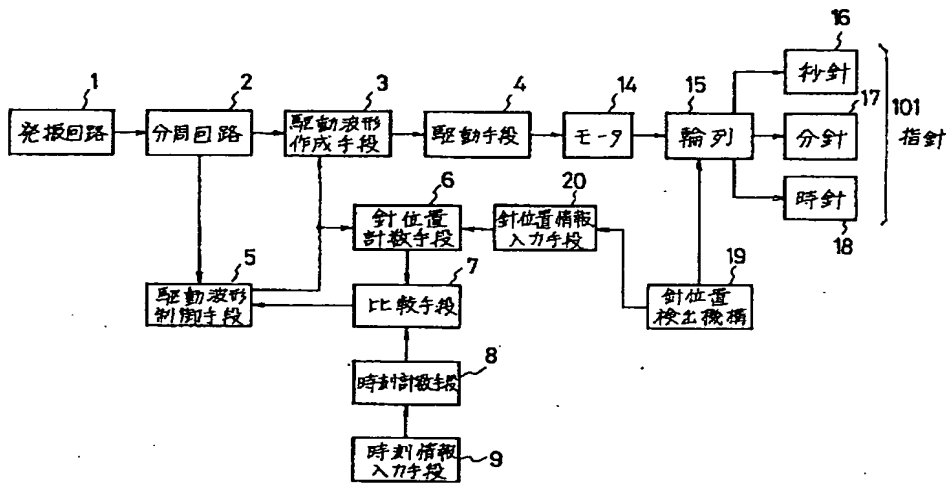 16
秒針
1
発振回路
2
分周回路
3
駆動波形
作成手段
4
駆動手段
14
モータ
15
輪列
17
分針
101
指針
時針
18
6
針位置
計数手段
20
針位置情報
入力手段
19
針位置
検出機構
5
駆動波形
制御手段
7
比較手段
8
時刻計数手段
時刻情報
入力手段
9